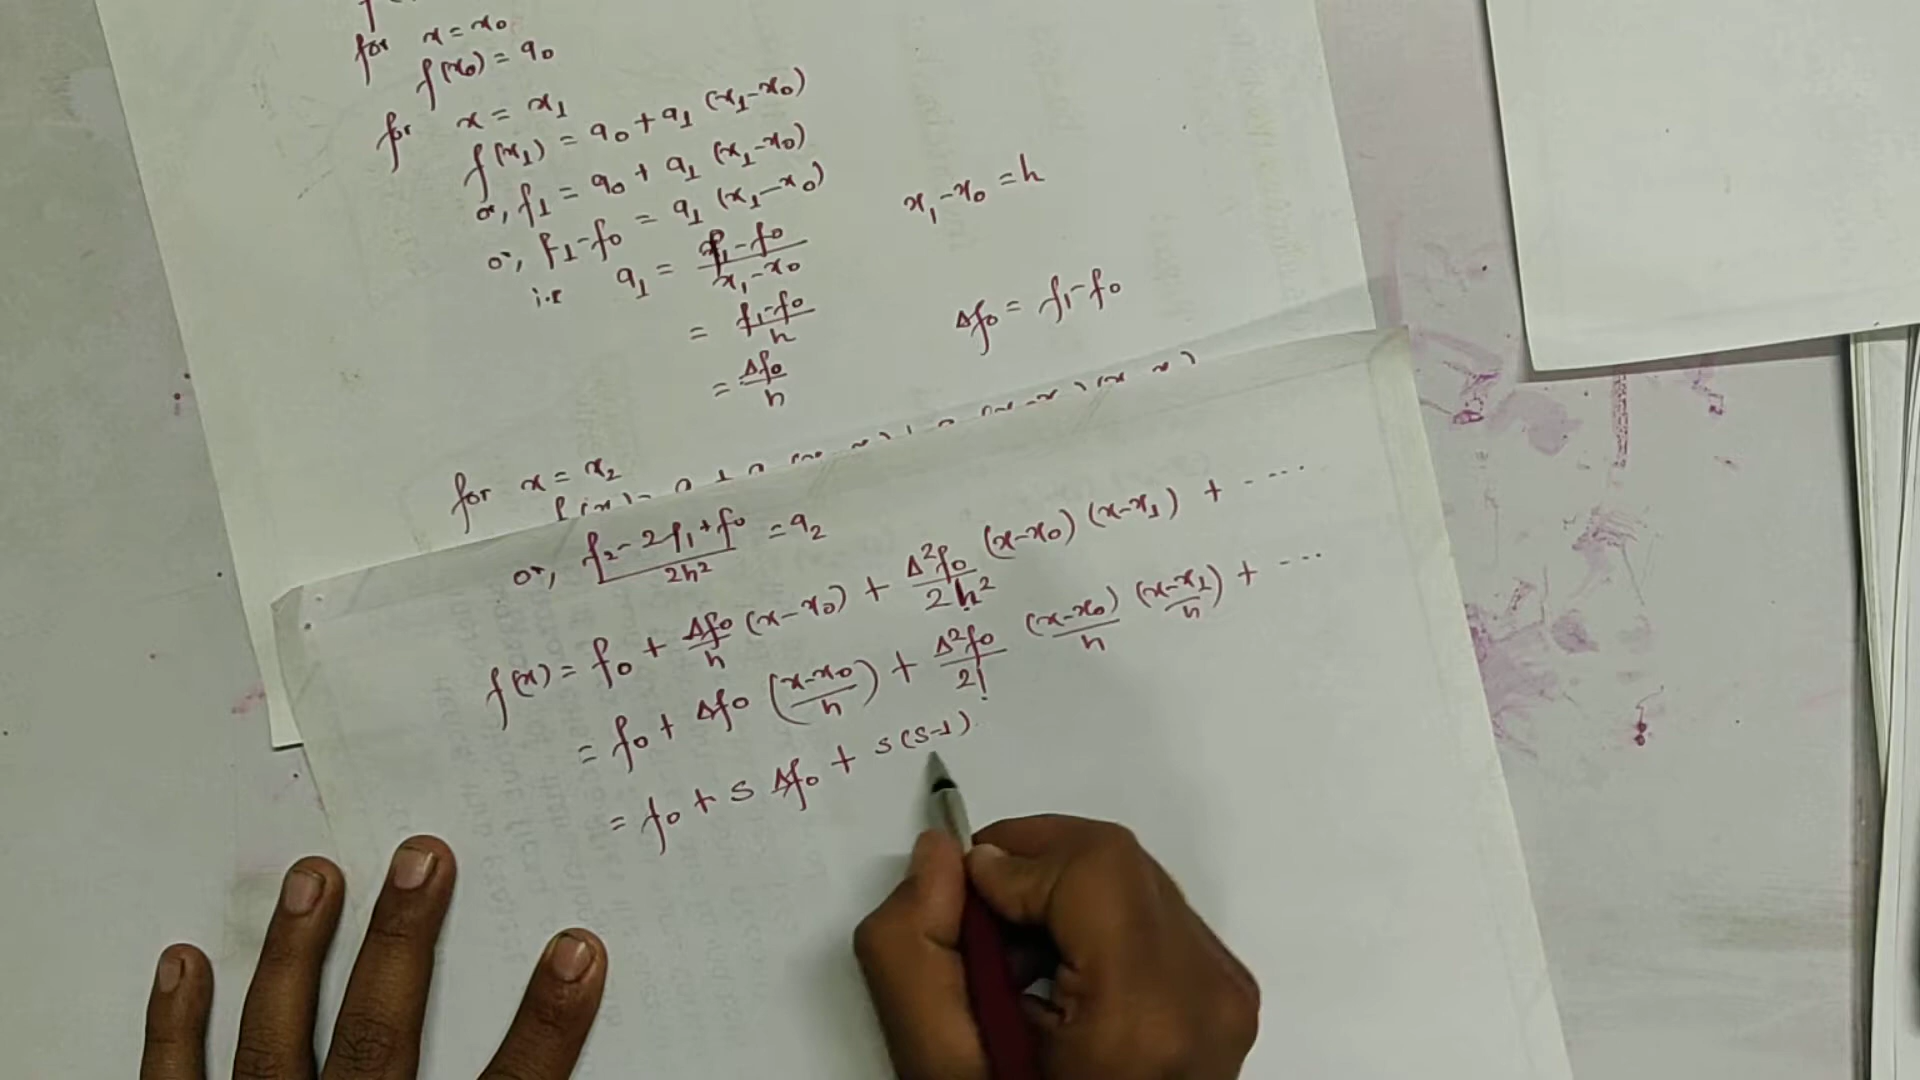 for x = x₀
f(x₀) = a₀
for x = x₁
f(x₁) = a₀ + a₁ (x₁-x₀)
or, f₁ = a₀ + a₁ (x₁-x₀)
or, f₁-f₀ = a₁ (x₁-x₀)
x₁-x₀ = h
i.e a₁ = (f₁-f₀)/(x₁-x₀)
= (f₁-f₀)/h
Δf₀ = f₁-f₀
= Δf₀/h
for x = x₂
or, (f₂-2f₁+f₀)/2h² = a₂
f(x) = f₀ + Δf₀/h (x-x₀) + Δ²f₀/2h² (x-x₀) (x-x₁) + ....
= f₀ + Δf₀ ((x-x₀)/h) + Δ²f₀/2! (x-x₀)/h (x-x₁)/h + ...
= f₀ + s Δf₀ + s(s-1)